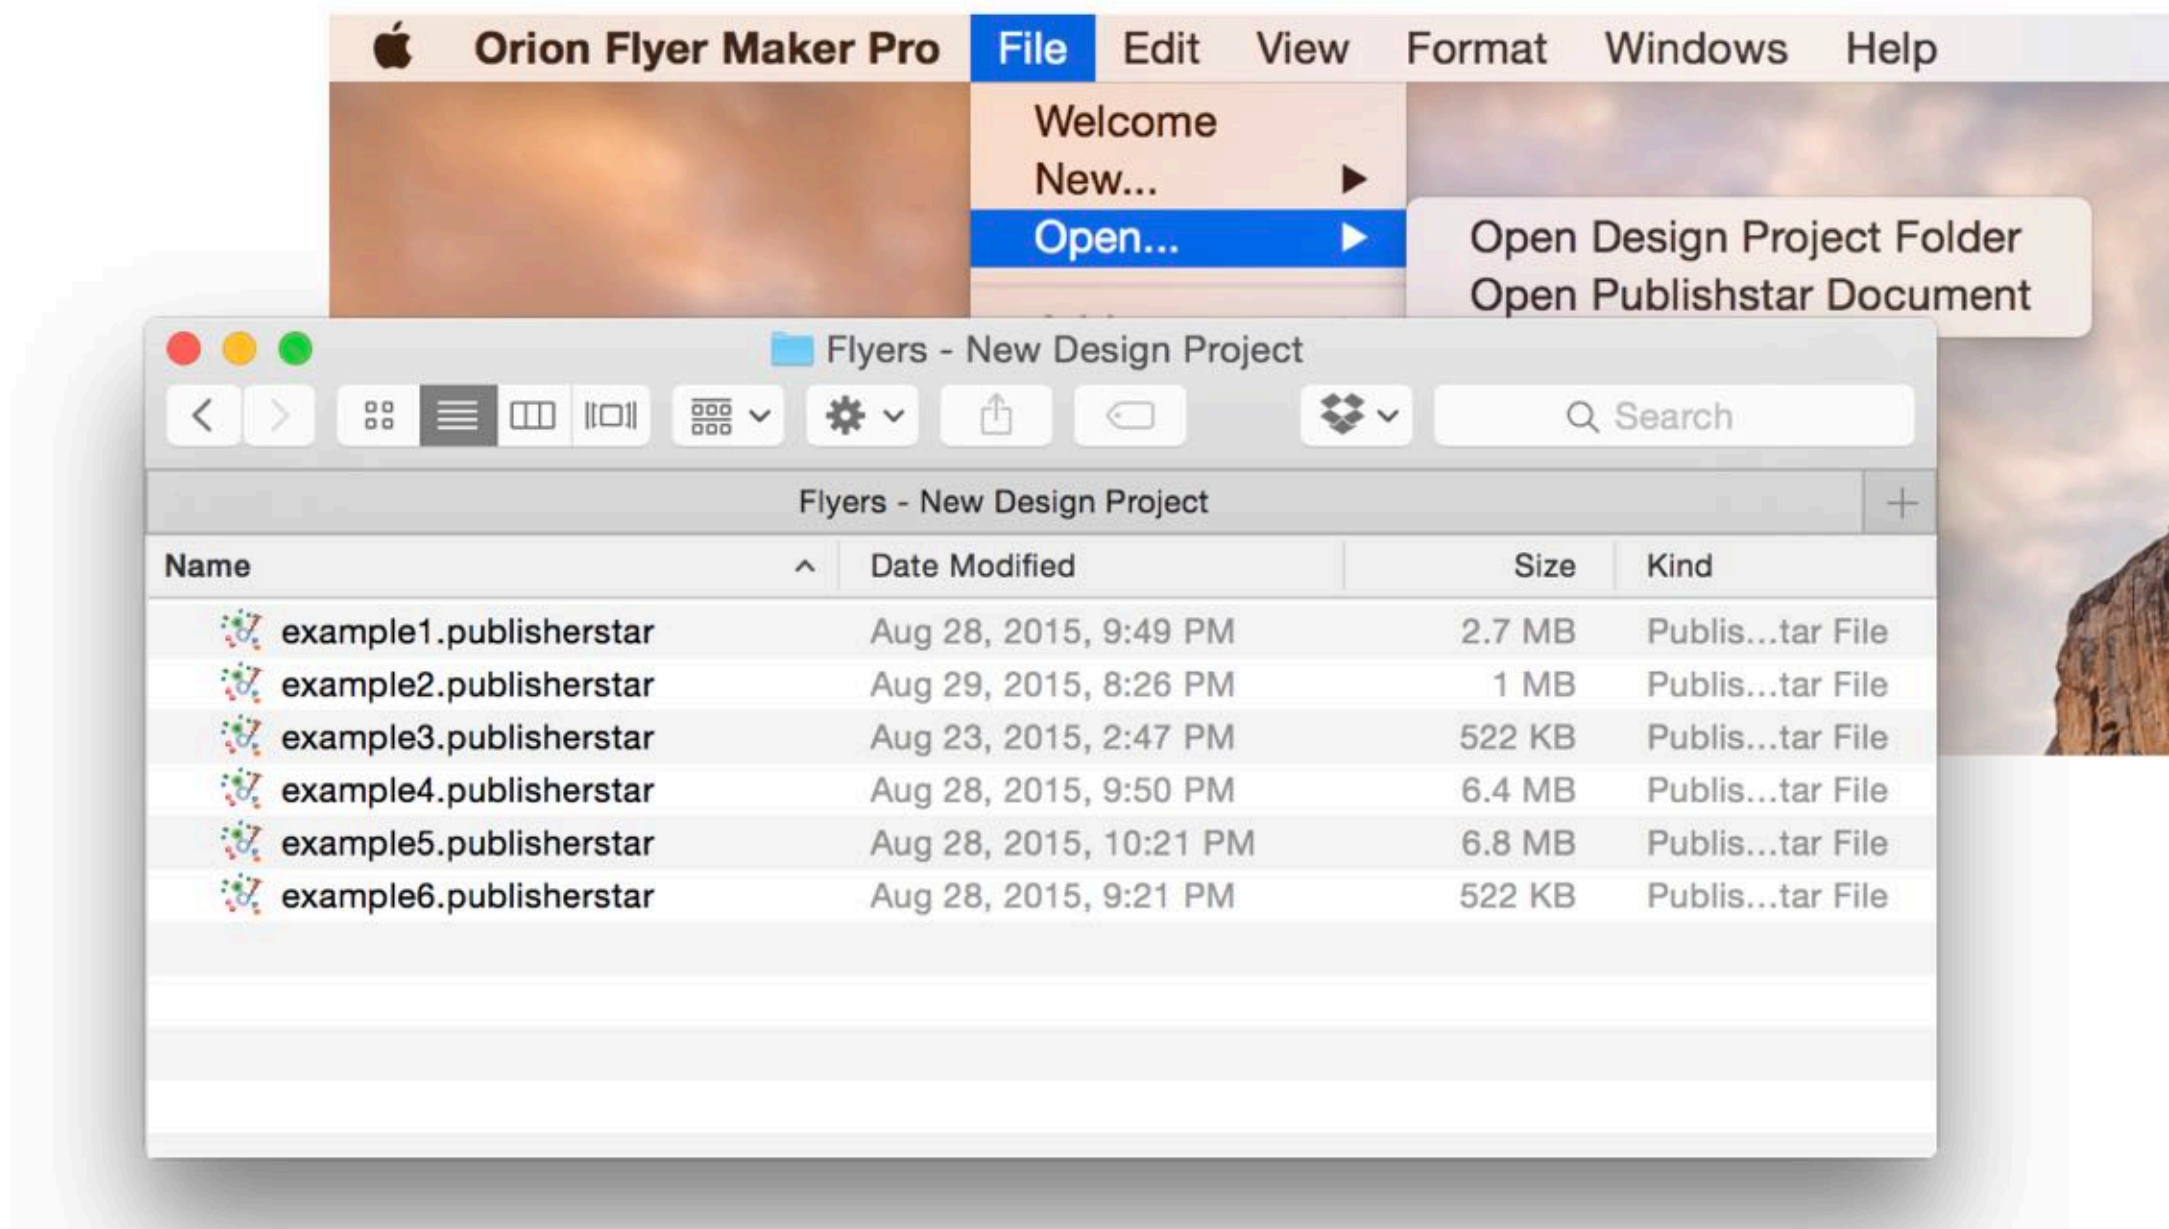 Orion Flyer Maker Pro File Edit View Format Windows Help
Welcome
New...
Open...
Open Design Project Folder
Open Publishstar Document
Flyers - New Design Project
Search
Flyers - New Design Project
Name Date Modified Size Kind
example1.publisherstar Aug 28, 2015, 9:49 PM 2.7 MB Publis...tar File
example2.publisherstar Aug 29, 2015, 8:26 PM 1 MB Publis...tar File
example3.publisherstar Aug 23, 2015, 2:47 PM 522 KB Publis...tar File
example4.publisherstar Aug 28, 2015, 9:50 PM 6.4 MB Publis...tar File
example5.publisherstar Aug 28, 2015, 10:21 PM 6.8 MB Publis...tar File
example6.publisherstar Aug 28, 2015, 9:21 PM 522 KB Publis...tar File